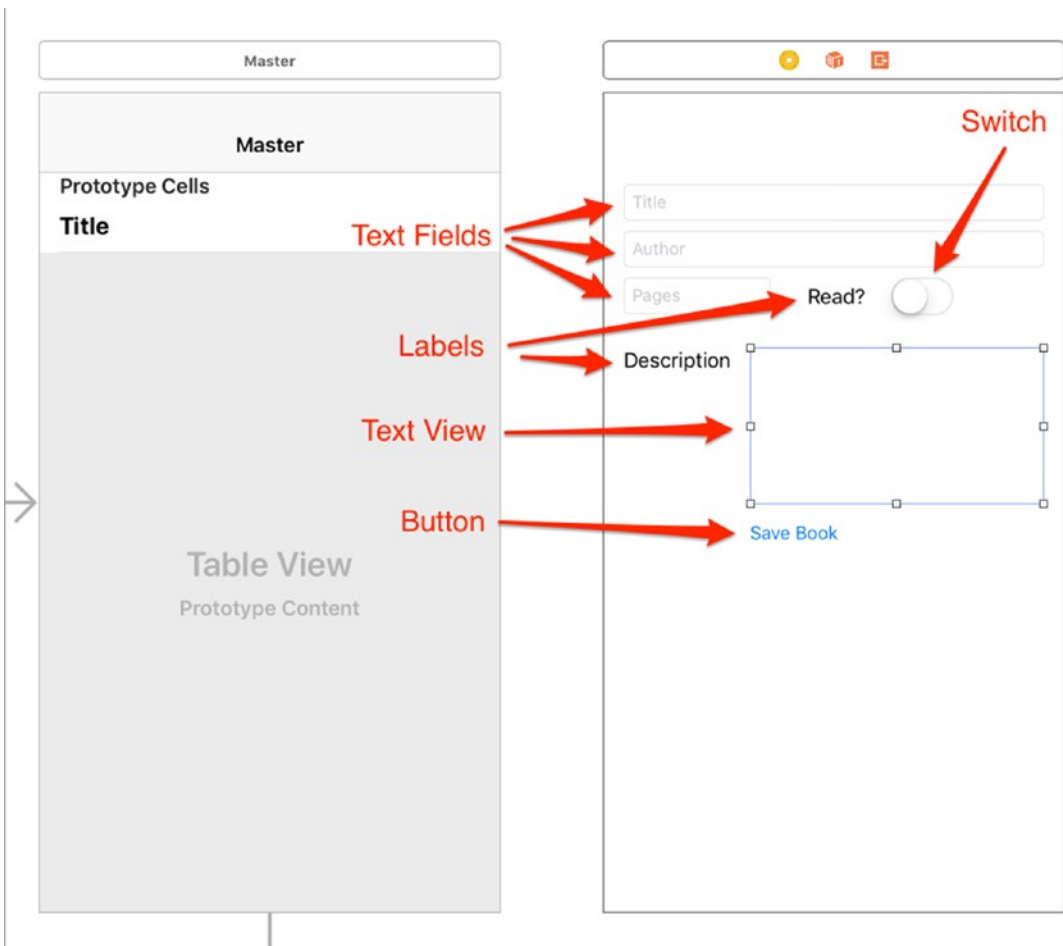 Master
Master
Prototype Cells
Title
Table View
Prototype Content
Text Fields
Labels
Text View
Button
Switch
Title
Author
Pages
Read?
Description
Save Book